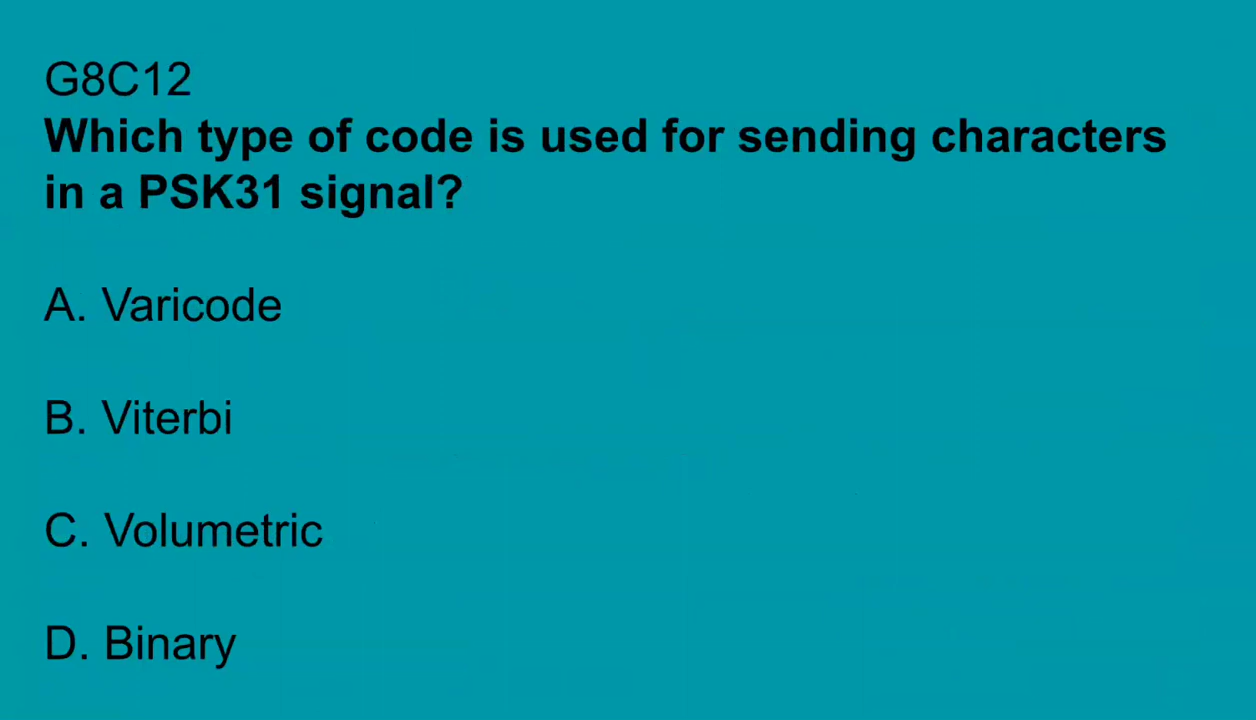 G8C12
Which type of code is used for sending characters
in a PSK31 signal?
A. Varicode
B. Viterbi
C. Volumetric
D. Binary